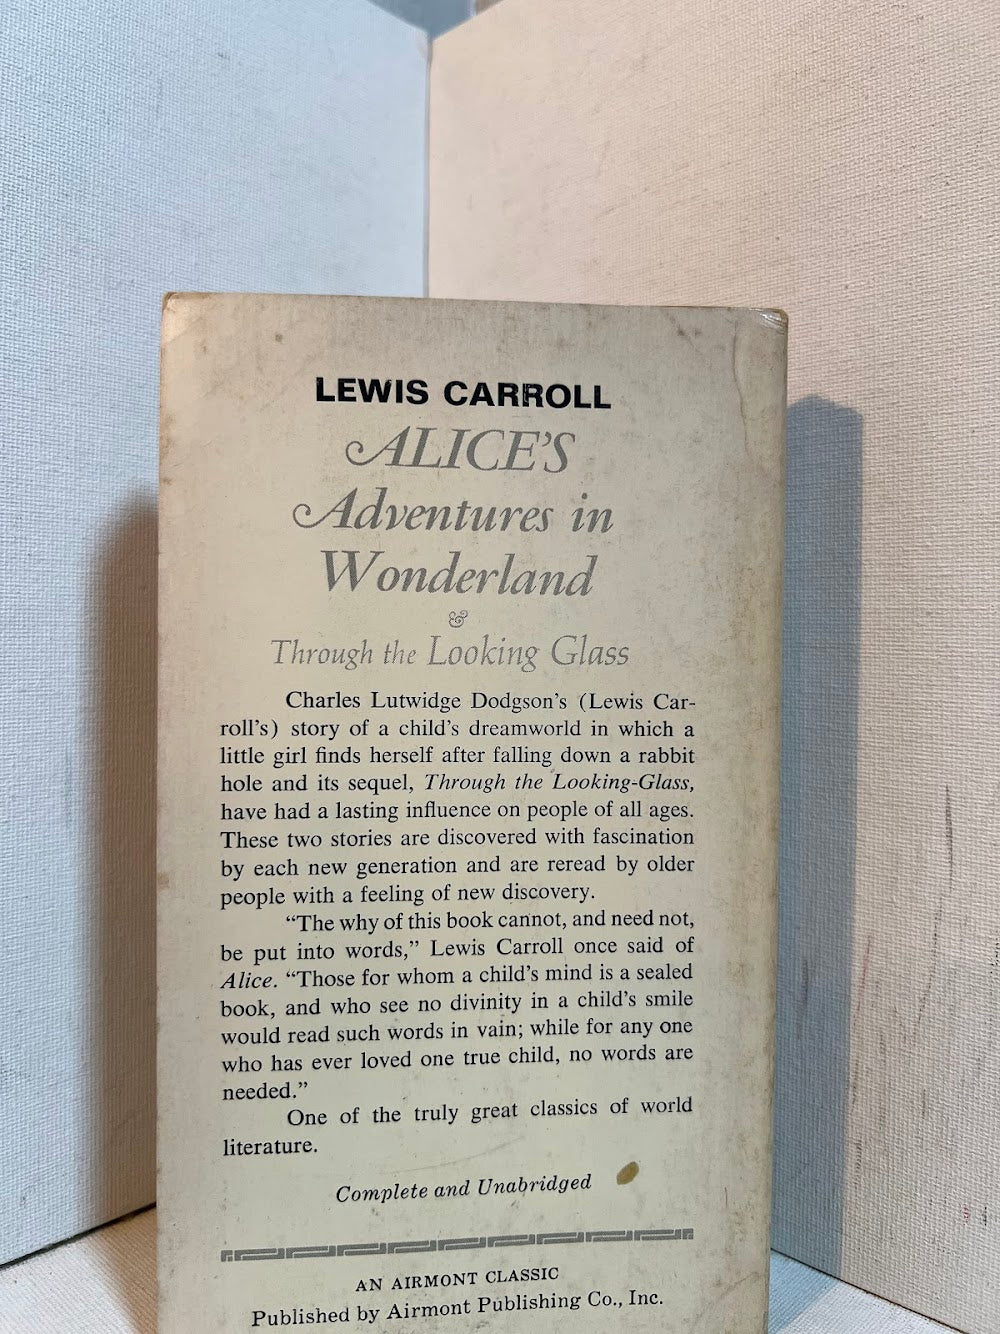 LEWIS CARROLL
ALICE'S
Adventures in
Wonderland
&
Through the Looking Glass
Charles Lutwidge Dodgson's (Lewis Car-
roll's) story of a child's dreamworld in which a
little girl finds herself after falling down a rabbit
hole and its sequel, Through the Looking-Glass,
have had a lasting influence on people of all ages.
These two stories are discovered with fascination
by each new generation and are reread by older
people with a feeling of new discovery.
"The why of this book cannot, and need not,
be put into words," Lewis Carroll once said of
Alice. "Those for whom a child's mind is a sealed
book, and who see no divinity in a child's smile
would read such words in vain; while for any one
who has ever loved one true child, no words are
needed."
One of the truly great classics of world
literature.
Complete and Unabridged
AN AIRMONT CLASSIC
Published by Airmont Publishing Co., Inc.